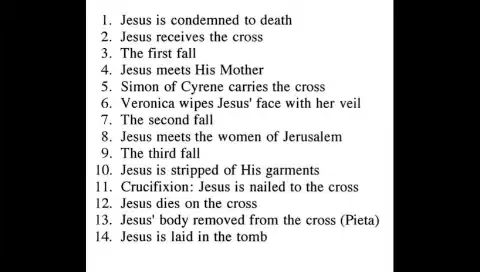 1. Jesus is condemned to death
2. Jesus receives the cross
3. The first fall
4. Jesus meets His Mother
5. Simon of Cyrene carries the cross
6. Veronica wipes Jesus' face with her veil
7. The second fall
8. Jesus meets the women of Jerusalem
9. The third fall
10. Jesus is stripped of His garments
11. Crucifixion: Jesus is nailed to the cross
12. Jesus dies on the cross
13. Jesus' body removed from the cross (Pieta)
14. Jesus is laid in the tomb